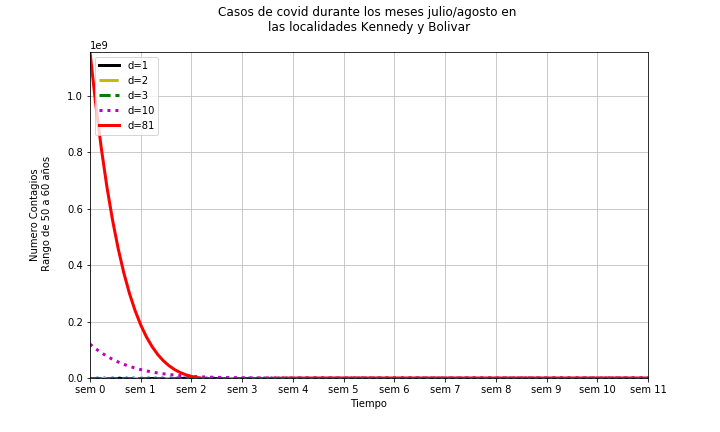 Casos de covid durante los meses julio/agosto en
las localidades Kennedy y Bolivar
1e9
d=1
d=2
d=3
d=10
d=81
1.0
0.8
0.6
0.4
0.2
0.0
Numero Contagios
Rango de 50 a 60 años
sem 0 sem 1 sem 2 sem 3 sem 4 sem 5 sem 6 sem 7 sem 8 sem 9 sem 10 sem 11
Tiempo